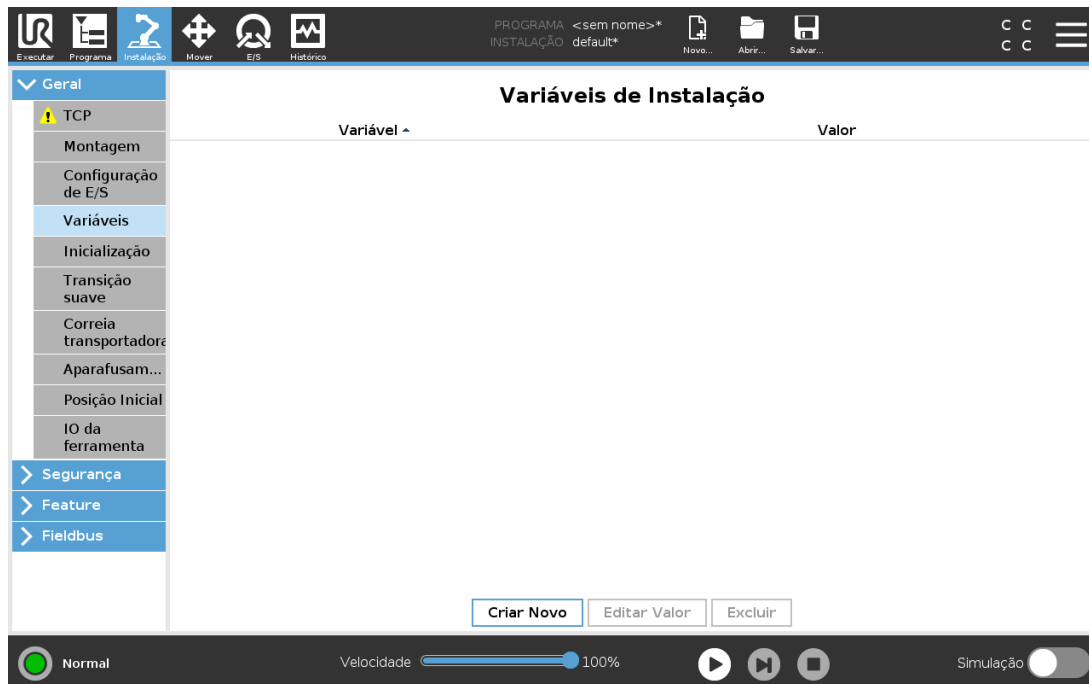 PROGRAMA <sem nome>*
INSTALAÇÃO default*
UR
Executar Programa Instalação Mover E/S Histórico Novo... Abrir... Salvar...
C C
C C
Geral
TCP
Montagem
Configuração
de E/S
Variáveis
Inicialização
Transição
suave
Correia
transportadora
Aparafusam...
Posição Inicial
IO da
ferramenta
Segurança
Feature
Fieldbus
Variáveis de Instalação
Variável Valor
Criar Novo Editar Valor Excluir
Normal Velocidade 100% Simulação